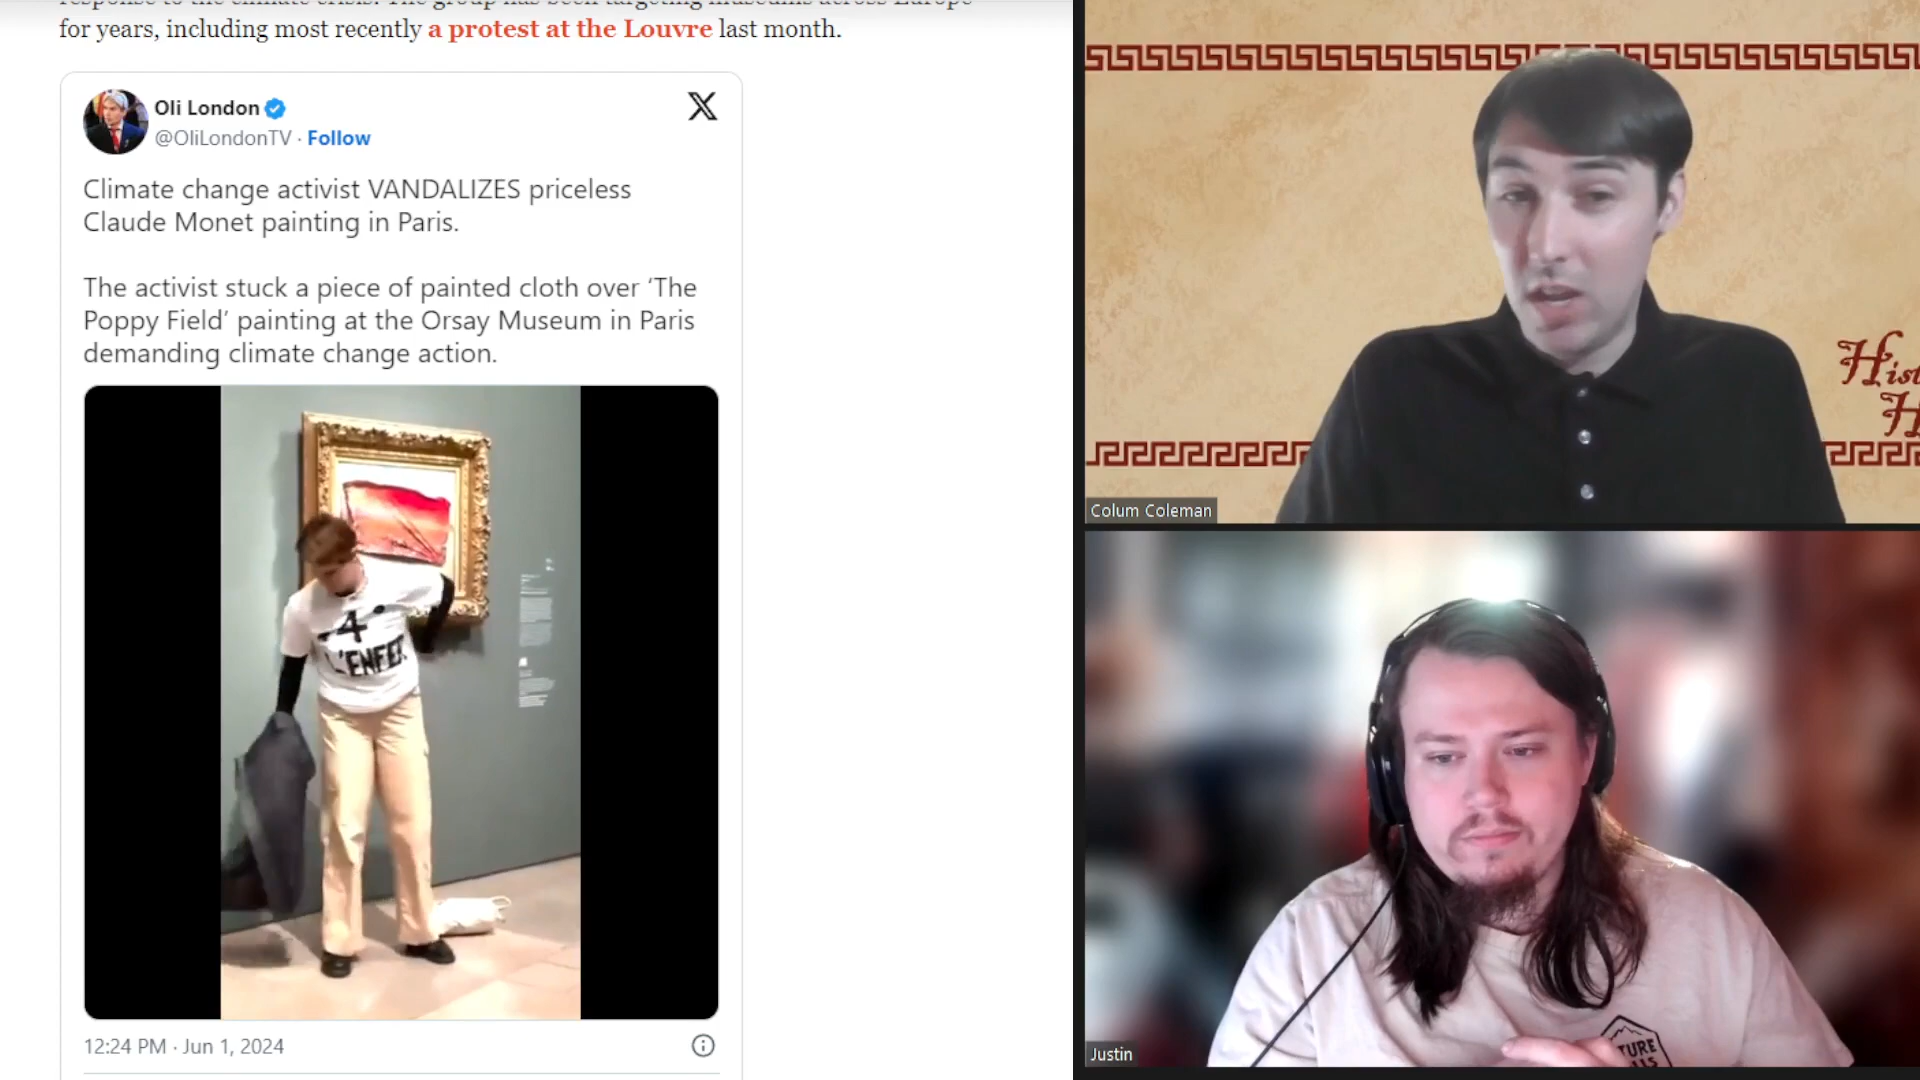 for years, including most recently a protest at the Louvre last month.
Oli London
@OliLondonTV · Follow
Climate change activist VANDALIZES priceless
Claude Monet painting in Paris.
The activist stuck a piece of painted cloth over ‘The
Poppy Field’ painting at the Orsay Museum in Paris
demanding climate change action.
4°
L'ENFER
12:24 PM · Jun 1, 2024
Colum Coleman
Justin